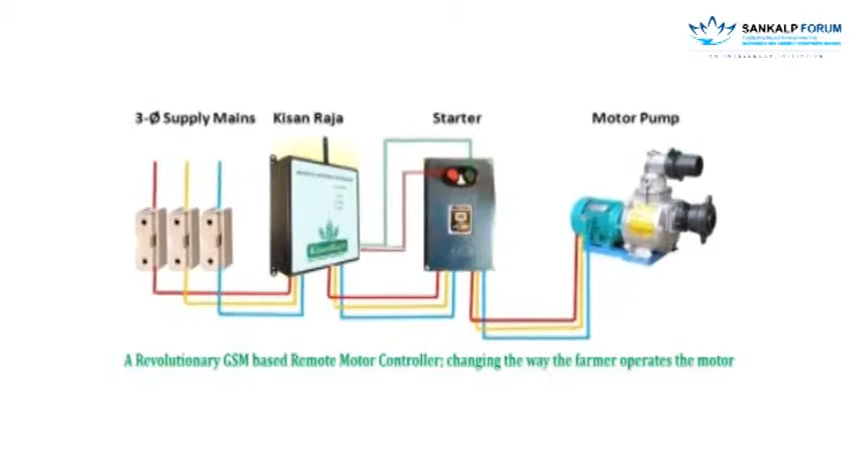 SANKALP FORUM
3-Ø Supply Mains
Kisan Raja
Starter
Motor Pump
KisanRaja
A Revolutionary GSM based Remote Motor Controller; changing the way the farmer operates the motor